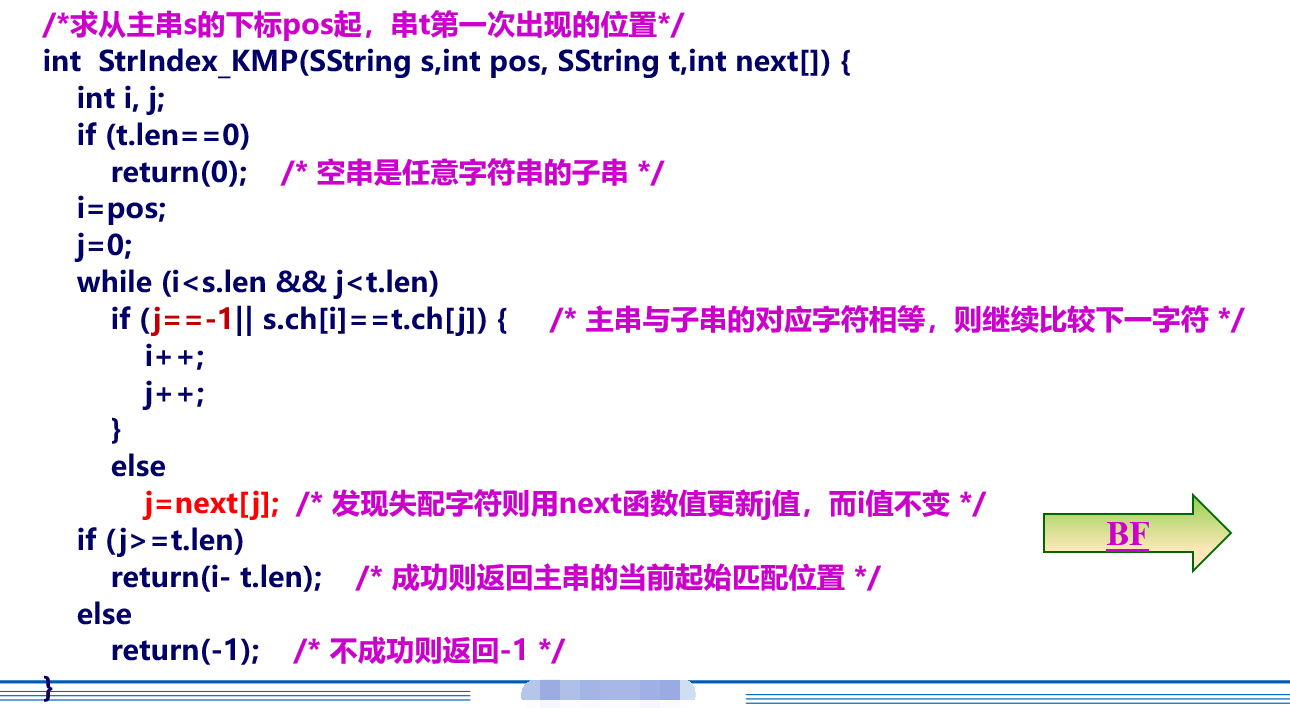 /*求从主串s的下标pos起，串t第一次出现的位置*/
int  StrIndex_KMP(SString s,int pos, SString t,int next[]) {
int i, j;
if (t.len==0)
return(0);    /* 空串是任意字符串的子串 */
i=pos;
j=0;
while (i<s.len && j<t.len)
if (j==-1|| s.ch[i]==t.ch[j]) {     /* 主串与子串的对应字符相等，则继续比较下一字符 */
i++;
j++;
}
else
j=next[j];  /* 发现失配字符则用next函数值更新j值，而i值不变 */
if (j>=t.len)
return(i- t.len);    /* 成功则返回主串的当前起始匹配位置 */
else
return(-1);    /* 不成功则返回-1 */
}
BF